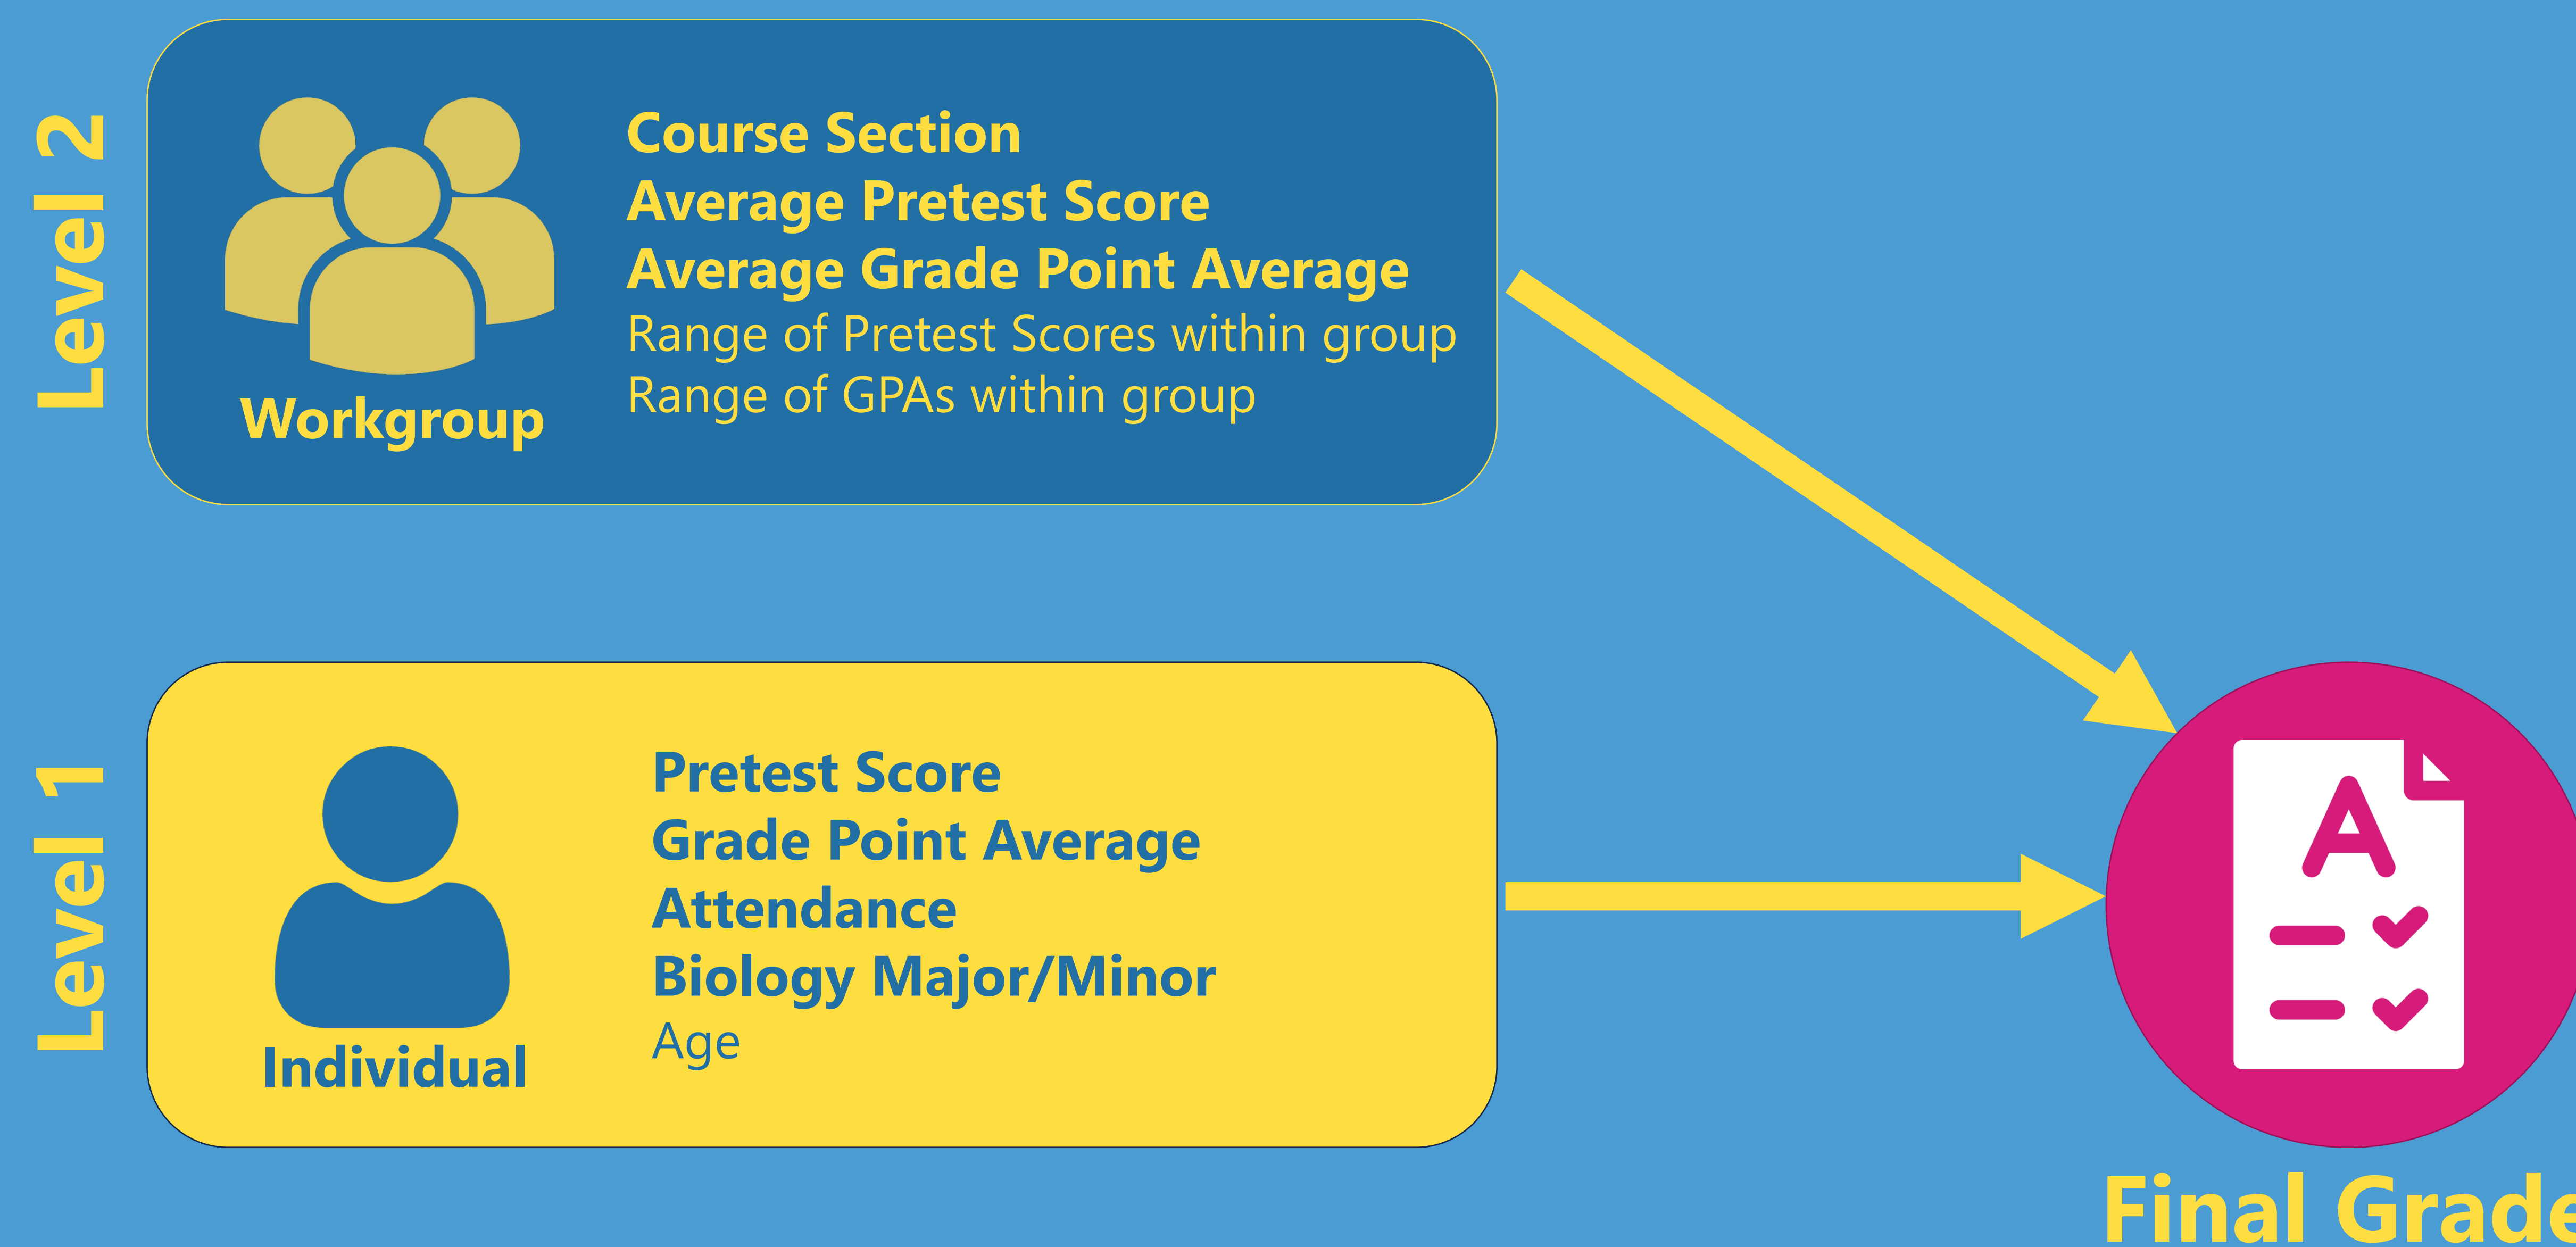 Level 2
Course Section
Average Pretest Score
Average Grade Point Average
Range of Pretest Scores within group
Range of GPAs within group
Workgroup
Level 1
Pretest Score
Grade Point Average
Attendance
Biology Major/Minor
Age
Individual
A
Final Grade